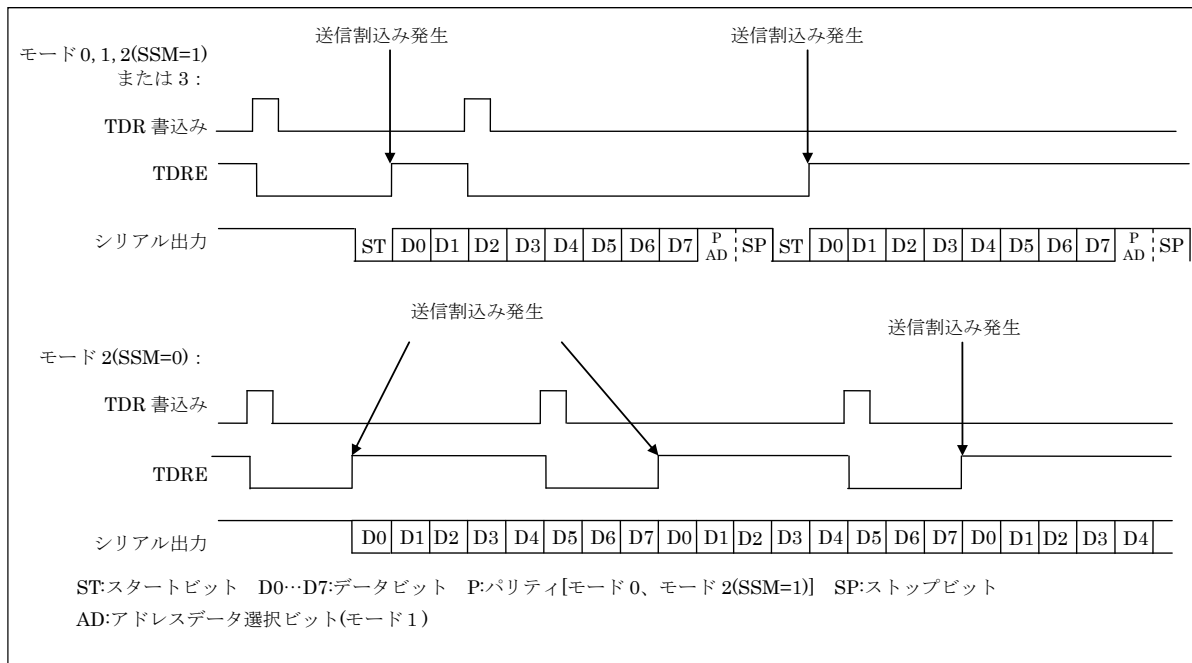 送信割込み発生 送信割込み発生
モード 0, 1, 2(SSM=1)
または 3 :
TDR 書込み
TDRE
シリアル出力 ST D0 D1 D2 D3 D4 D5 D6 D7 P AD SP ST D0 D1 D2 D3 D4 D5 D6 D7 P AD SP
送信割込み発生 送信割込み発生
モード 2(SSM=0) :
TDR 書込み
TDRE
シリアル出力 D0 D1 D2 D3 D4 D5 D6 D7 D0 D1 D2 D3 D4 D5 D6 D7 D0 D1 D2 D3 D4
ST:スタートビット D0…D7:データビット P:パリティ[モード 0、モード 2(SSM=1)] SP:ストップビット
AD:アドレスデータ選択ビット(モード 1)